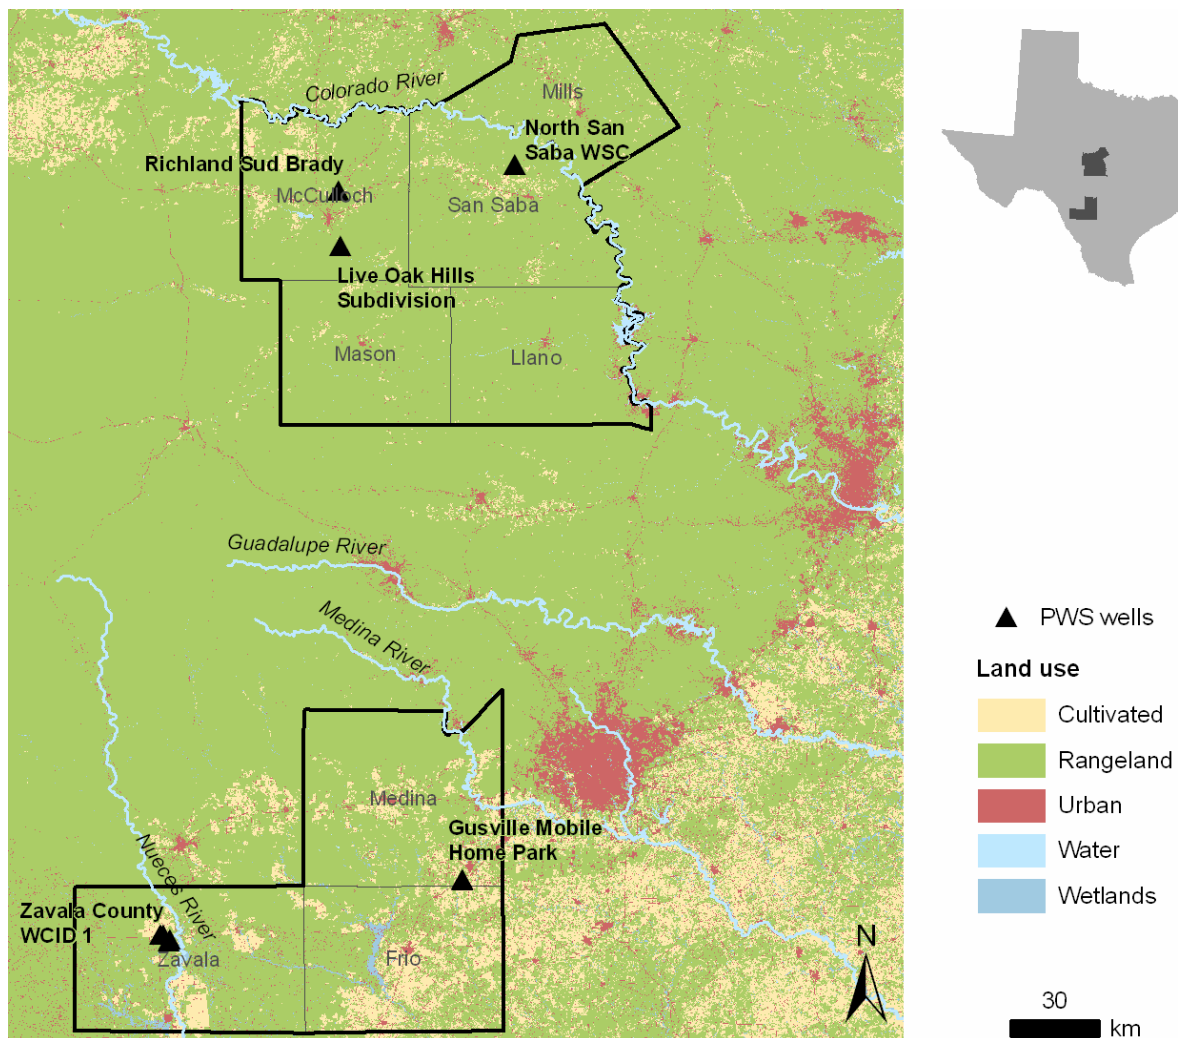 Colorado River
Mills
North San
Saba WSC
Richland Sud Brady
McCulloch
San Saba
Live Oak Hills
Subdivision
Mason
Llano
Guadalupe River
Medina River
Medina
Gusville Mobile
Home Park
Nueces River
Zavala County
WCID 1
Zavala
Frio
N
30
km
PWS wells
Land use
Cultivated
Rangeland
Urban
Water
Wetlands